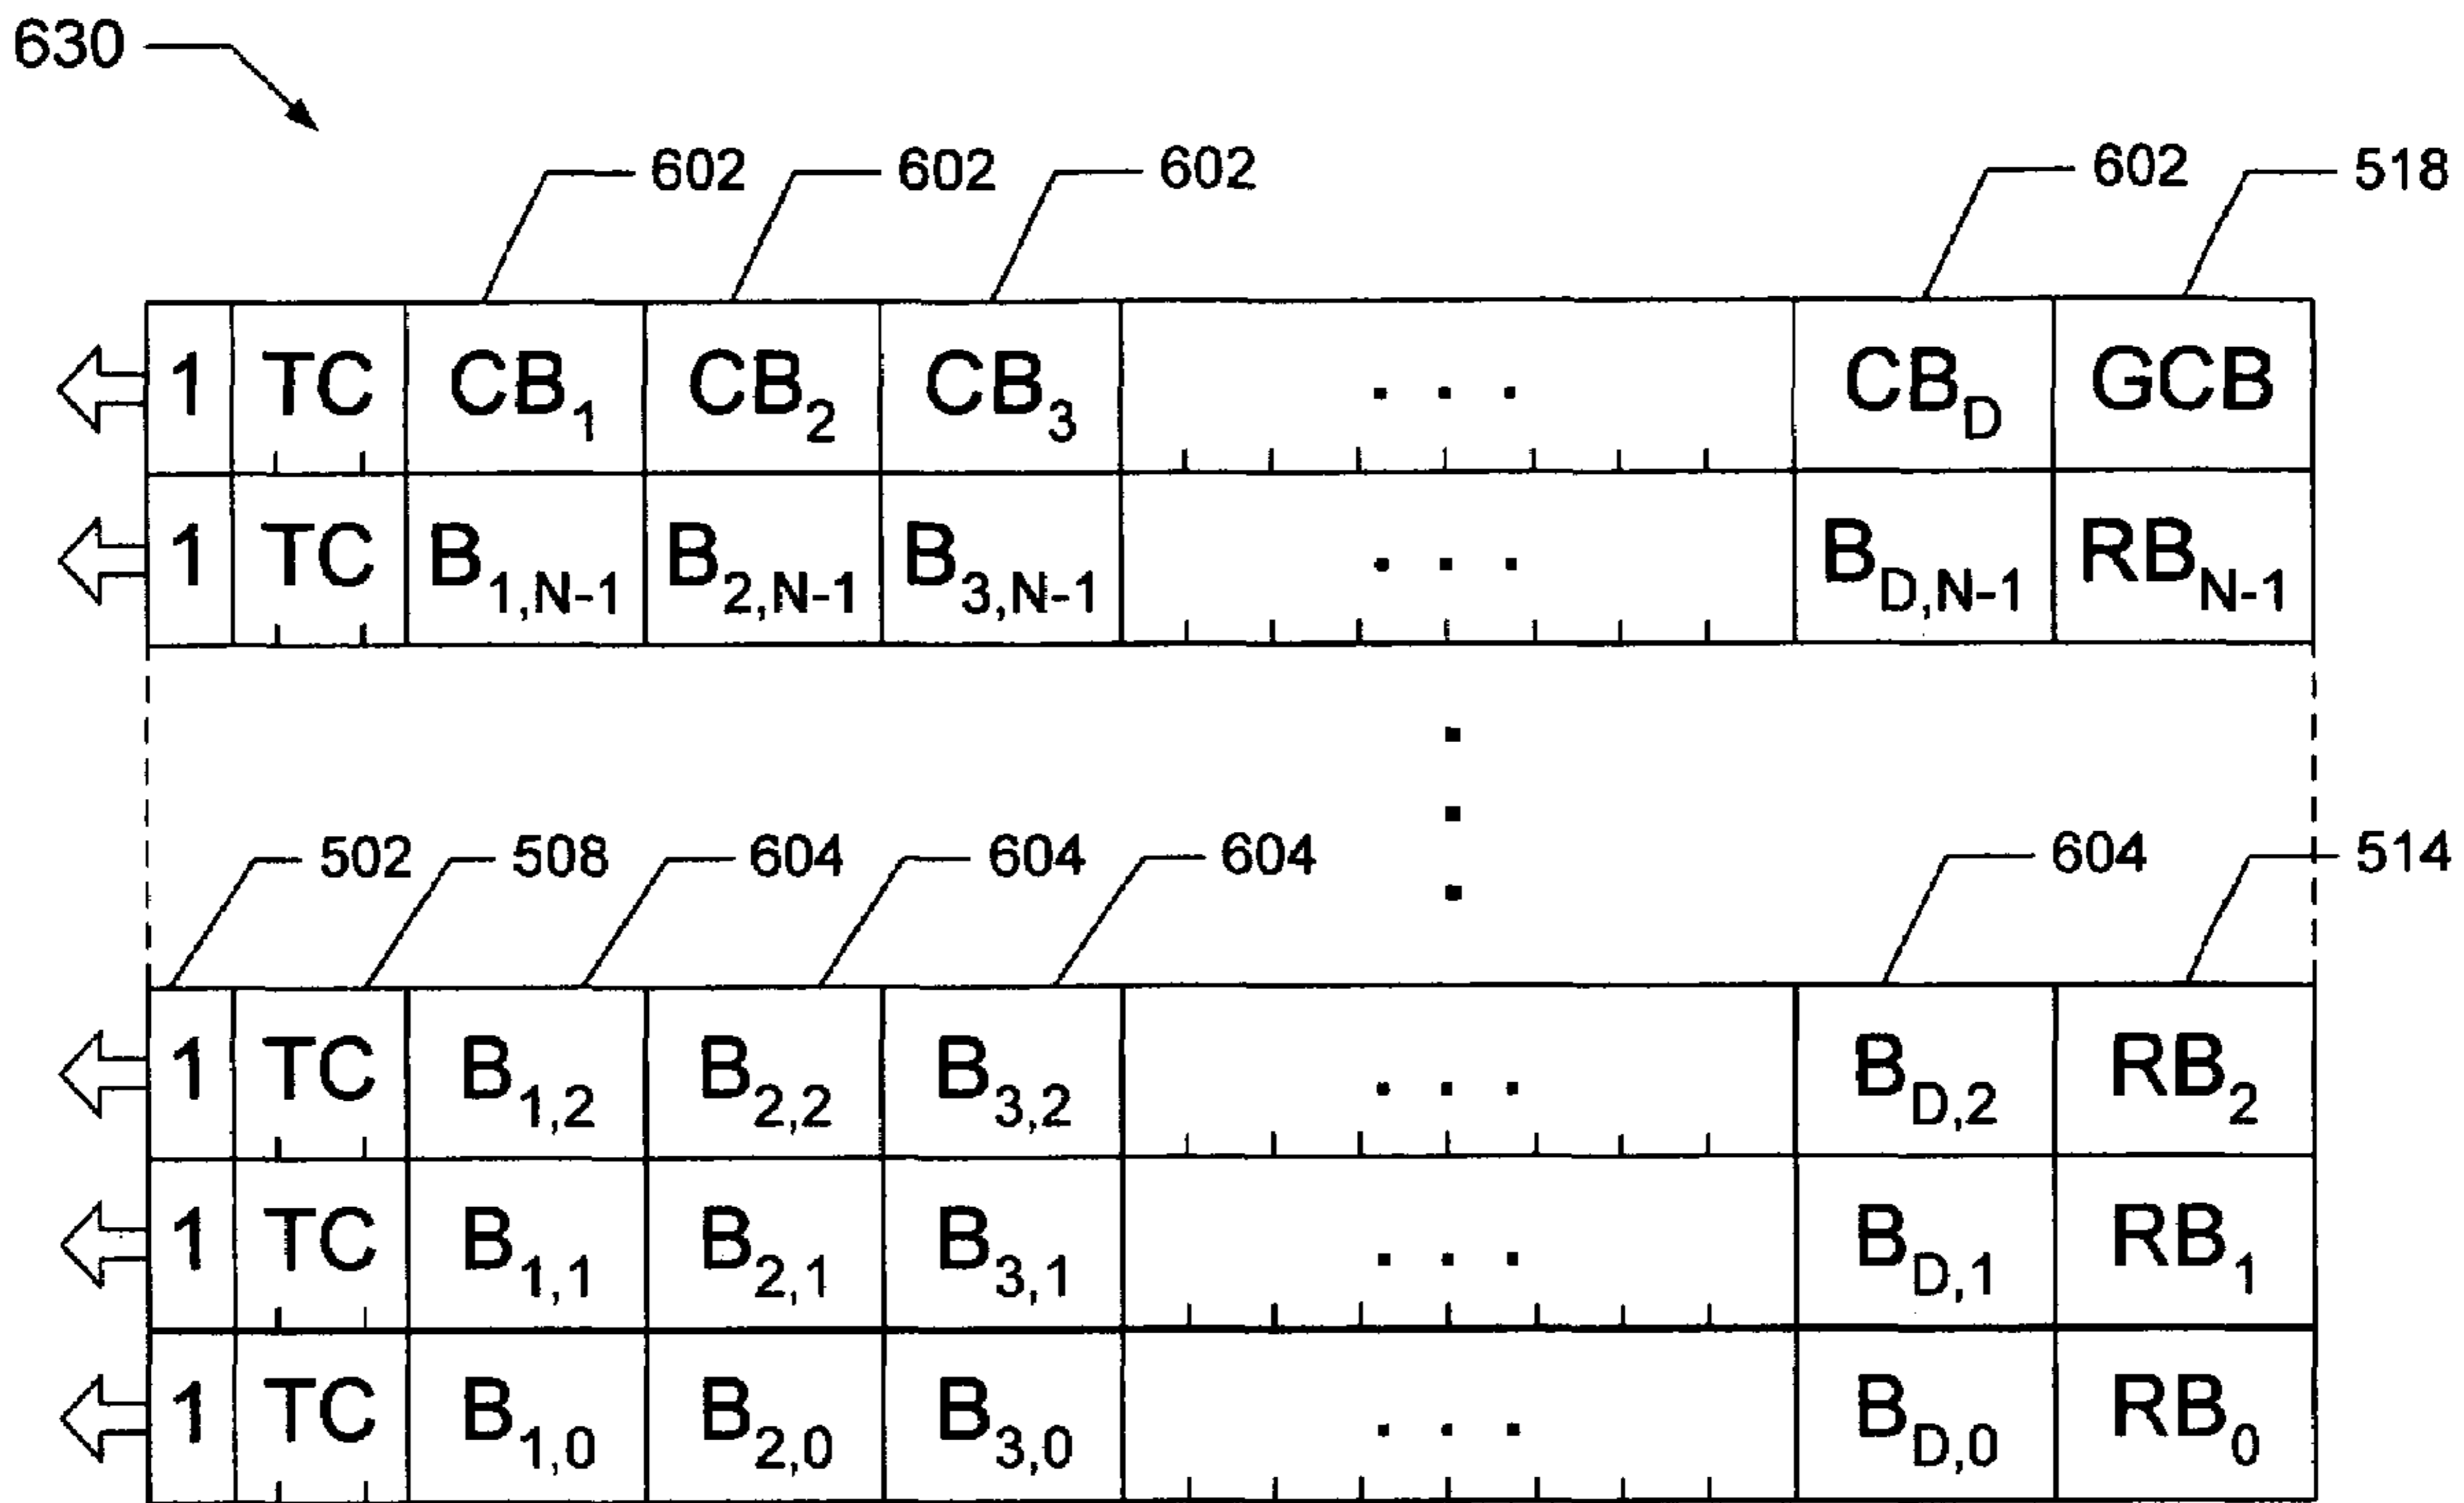 630
602 602 602 602 518
1 TC CB1 CB2 CB3 . . . CBD GCB
1 TC B1,N-1 B2,N-1 B3,N-1 . . . BD,N-1 RBN-1
502 508 604 604 604 604 514
1 TC B1,2 B2,2 B3,2 . . . BD,2 RB2
1 TC B1,1 B2,1 B3,1 . . . BD,1 RB1
1 TC B1,0 B2,0 B3,0 . . . BD,0 RB0